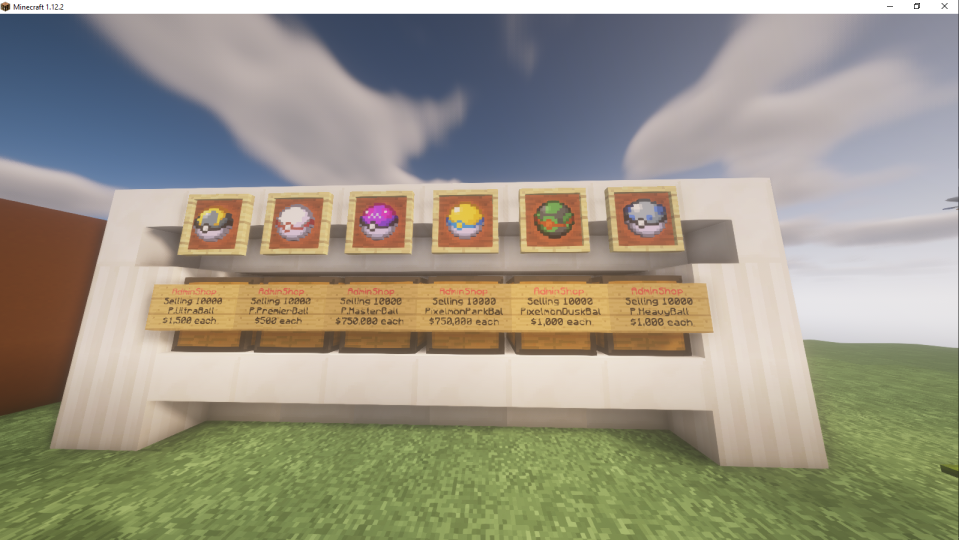 Minecraft 1.12.2
AdminShop
Selling 10000
P.UltraBall
$1,500 each
AdminShop
Selling 10000
P.PremierBall
$500 each
AdminShop
Selling 10000
P.MasterBall
$750,000 each
AdminShop
Selling 10000
PixelmonParkBal
$750,000 each
AdminShop
Selling 10000
PixelmonDuskBal
$1,000 each
AdminShop
Selling 10000
P.HeavyBall
$1,000 each